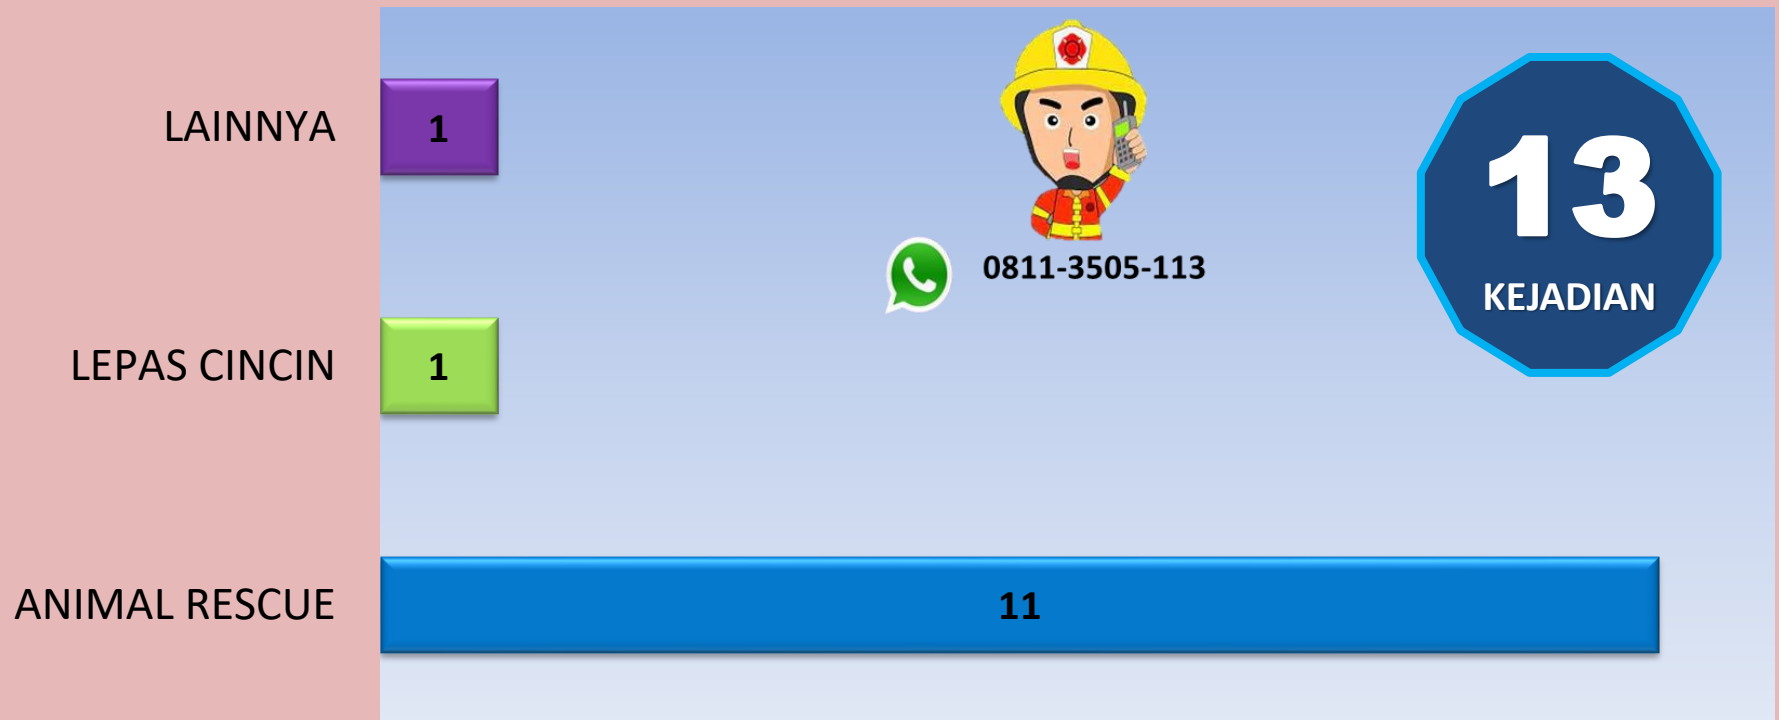 LAINNYA
1
13
KEJADIAN
0811-3505-113
LEPAS CINCIN
1
ANIMAL RESCUE
11